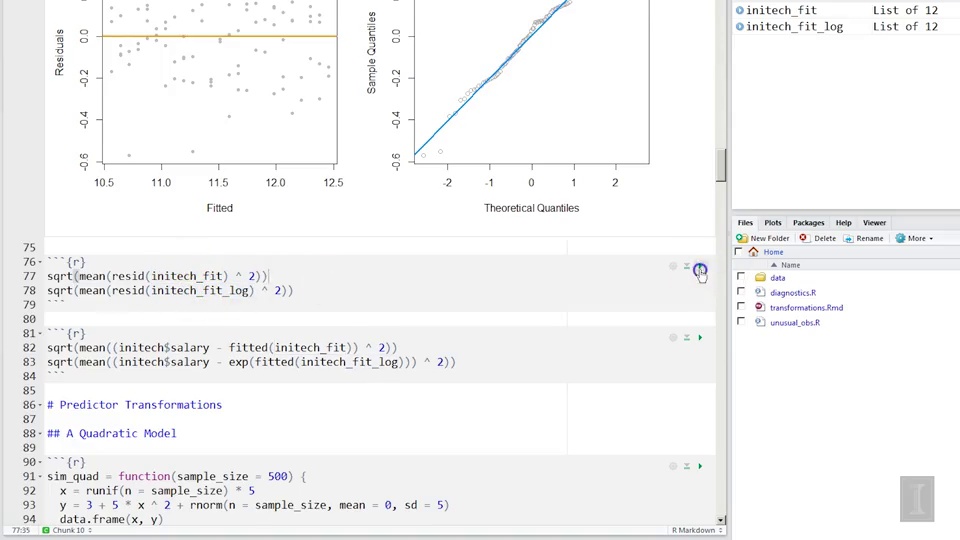 initech_fit List of 12
initech_fit_log List of 12
Residuals
0.0
-0.2
-0.4
-0.6
10.5 11.0 11.5 12.0 12.5
Fitted
Sample Quantiles
0.0
-0.2
-0.4
-0.6
-2 -1 0 1 2
Theoretical Quantiles
75
76 ```{r}
77 sqrt(mean(resid(initech_fit) ^ 2))
78 sqrt(mean(resid(initech_fit_log) ^ 2))
79 ```
80
81 ```{r}
82 sqrt(mean((initech$salary - fitted(initech_fit)) ^ 2))
83 sqrt(mean((initech$salary - exp(fitted(initech_fit_log))) ^ 2))
84 ```
85
86 # Predictor Transformations
87
88 ## A Quadratic Model
89
90 ```{r}
91 sim_quad = function(sample_size = 500) {
92 x = runif(n = sample_size) * 5
93 y = 3 + 5 * x ^ 2 + rnorm(n = sample_size, mean = 0, sd = 5)
94 data.frame(x, y)
77:35 Chunk 10 R Markdown
Files Plots Packages Help Viewer
New Folder Delete Rename More
Home
Name
data
diagnostics.R
transformations.Rmd
unusual_obs.R
I